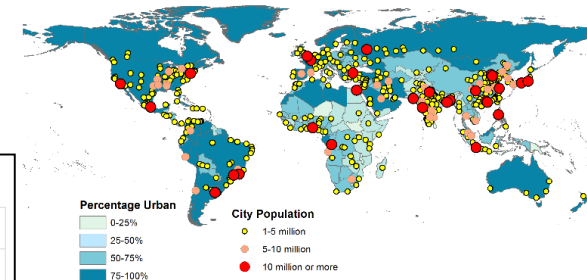 Percentage Urban
0-25%
25-50%
50-75%
75-100%
City Population
1-5 million
5-10 million
10 million or more